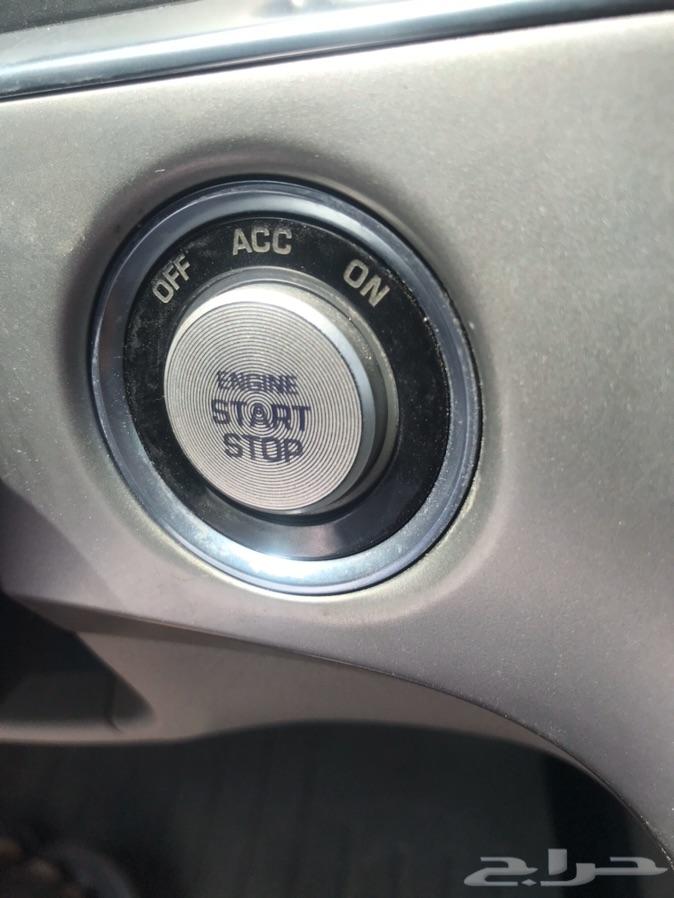 OFF ACC ON
ENGINE
START
STOP
حراج